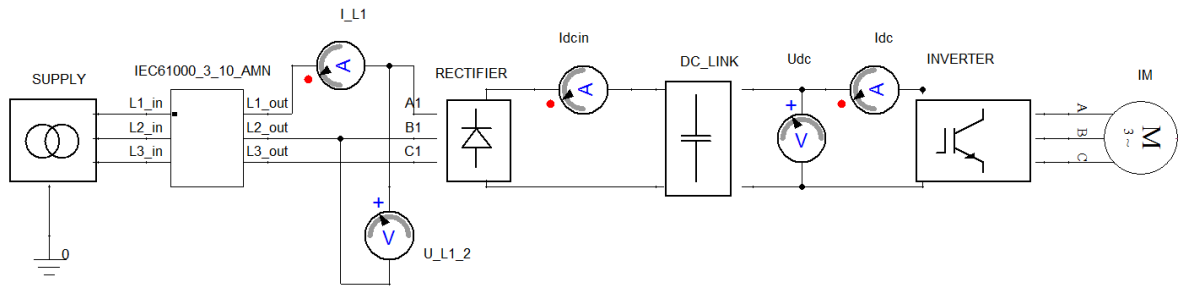 I_L1
Idcin
Idc
SUPPLY
IEC61000_3_10_AMN
RECTIFIER
DC_LINK
Udc
INVERTER
IM
L1_in
L1_out
A1
A
A
A
+
A
L2_in
L2_out
B1
V
B
M
3 ~
L3_in
L3_out
C1
C
+
V
U_L1_2
0